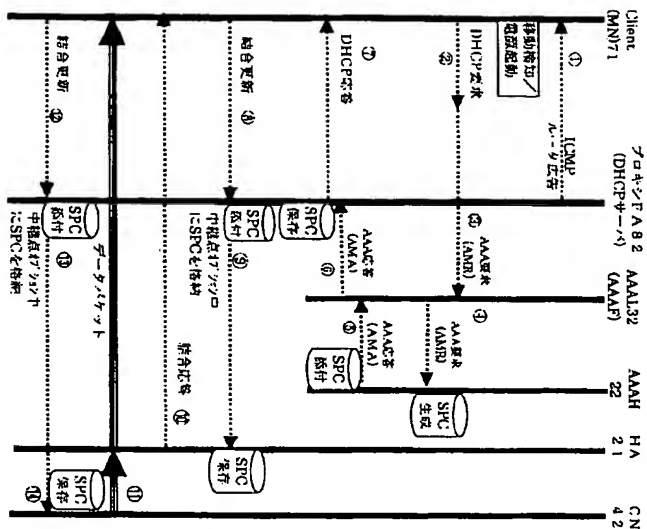 Client
(MN)71
プロキシFA82
(DHCPサーバ)
AAAL32
(AAAF)
AAAH
22
HA
21
CN
42
移動検知/
電源起動
①
ICMP
ルータ広告
②
DHCP要求
③
AAA要求
(AMR)
④
AAA要求
(AMR)
SPC
生成
⑤
AAA応答
(AMA)
SPC
添付
⑥
AAA応答
(AMA)
SPC
保存
⑦
DHCP応答
⑧
結合更新
SPC
添付
⑨
中継点オプションロ
にSPCを格納
SPC
保存
結合応答
⑪
データパケット
⑫
結合更新
SPC
添付
⑬
中継点オプションヤ
にSPCを格納
SPC
保存
⑭